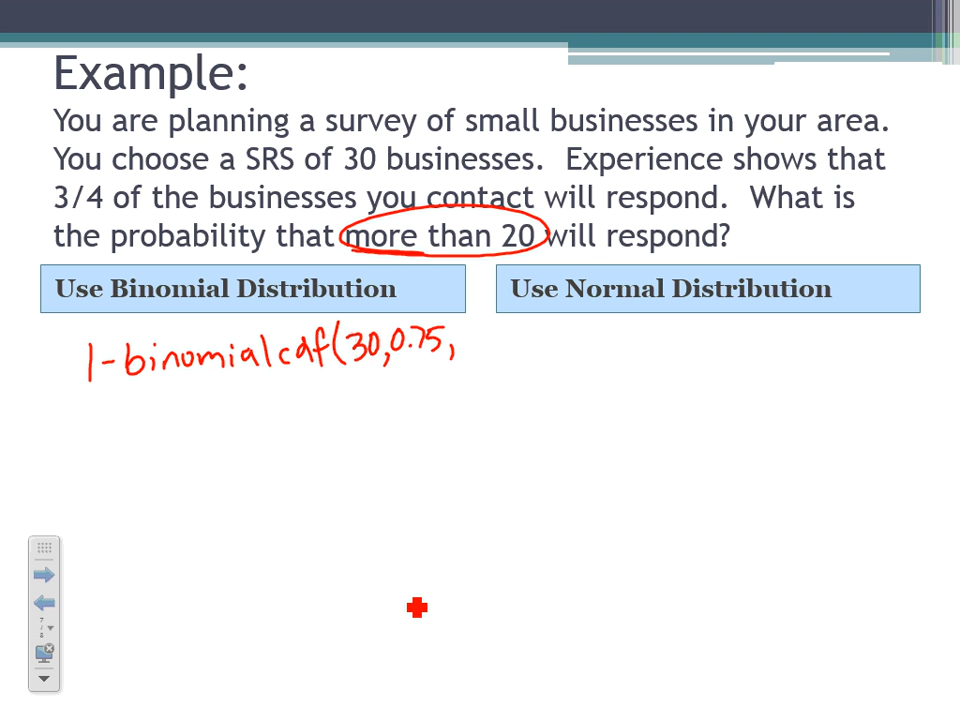 Example:
You are planning a survey of small businesses in your area.
You choose a SRS of 30 businesses. Experience shows that
3/4 of the businesses you contact will respond. What is
the probability that more than 20 will respond?
Use Binomial Distribution
Use Normal Distribution
1-binomialcdf(30,0.75,
7
/
8